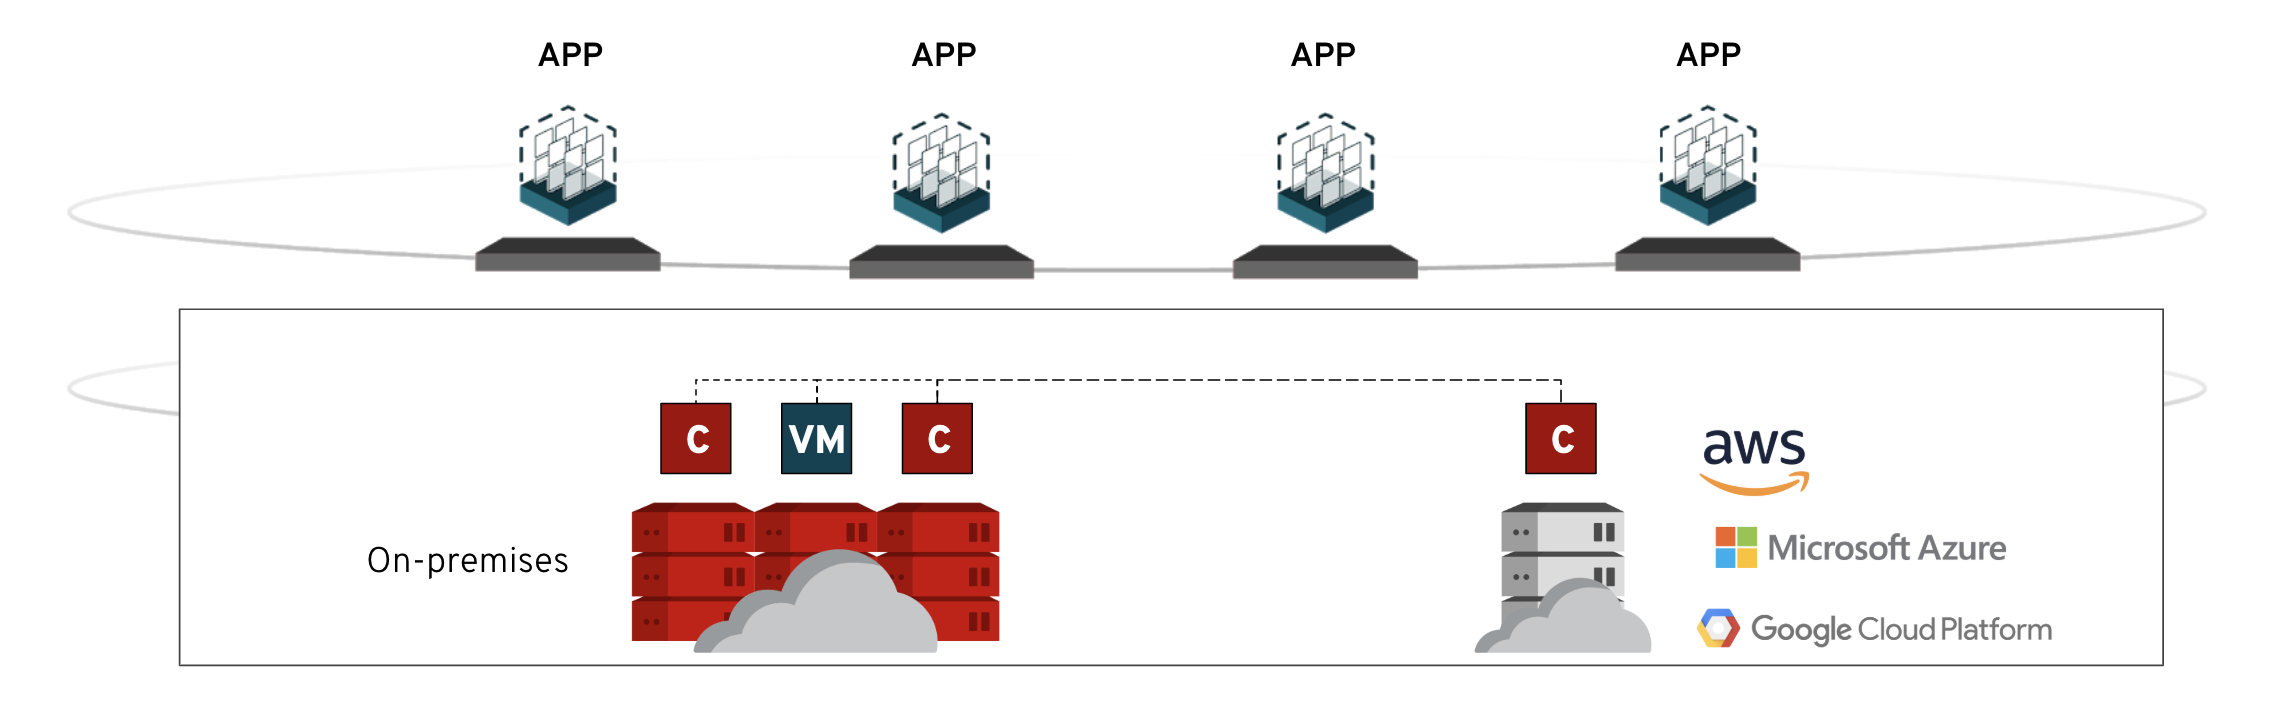 APP APP APP APP
C VM C C
aws
On-premises
Microsoft Azure
Google Cloud Platform